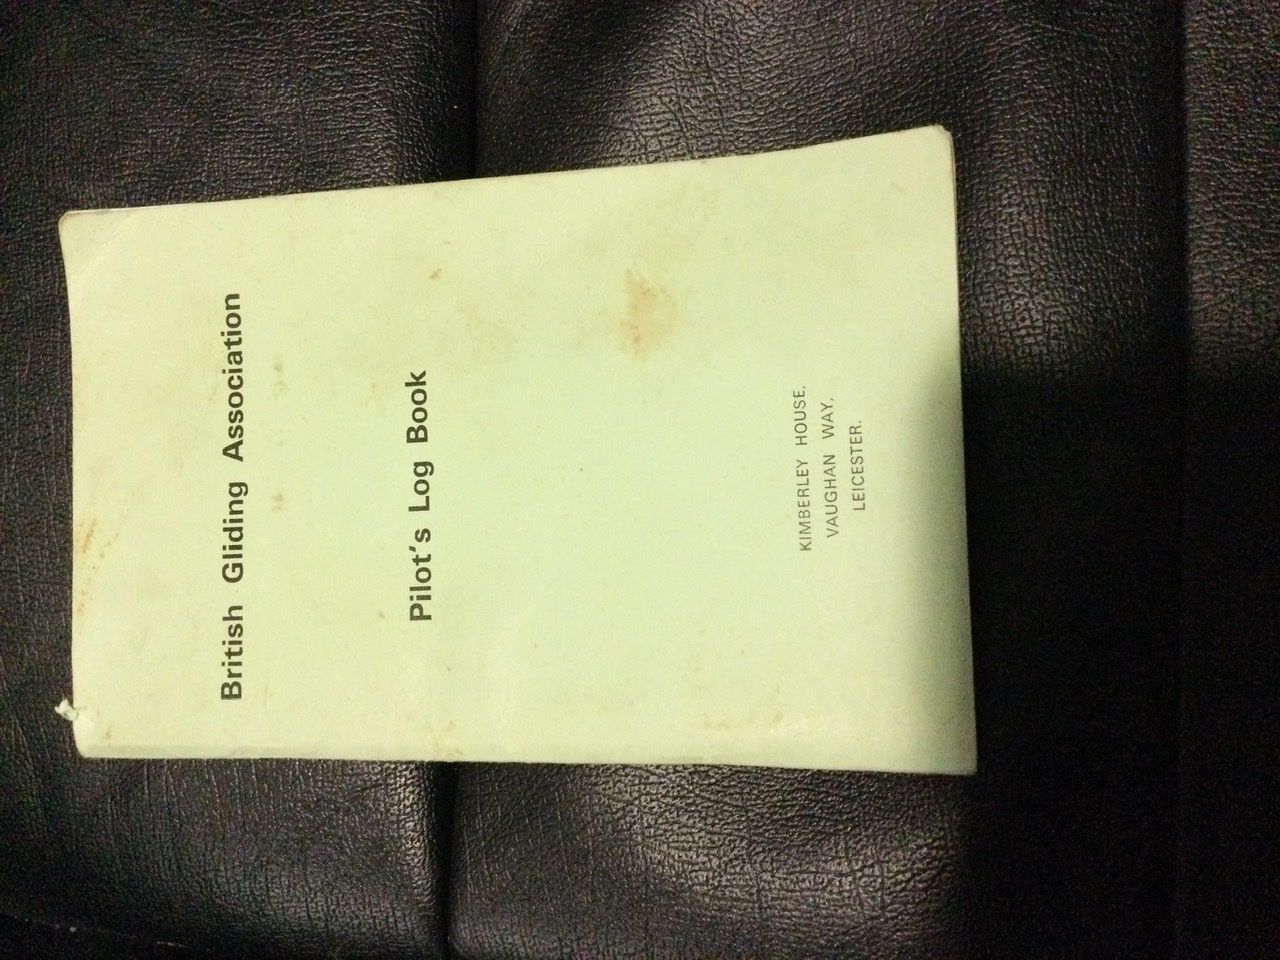 British Gliding Association
Pilot's Log Book
KIMBERLEY HOUSE,
VAUGHAN WAY,
LEICESTER.